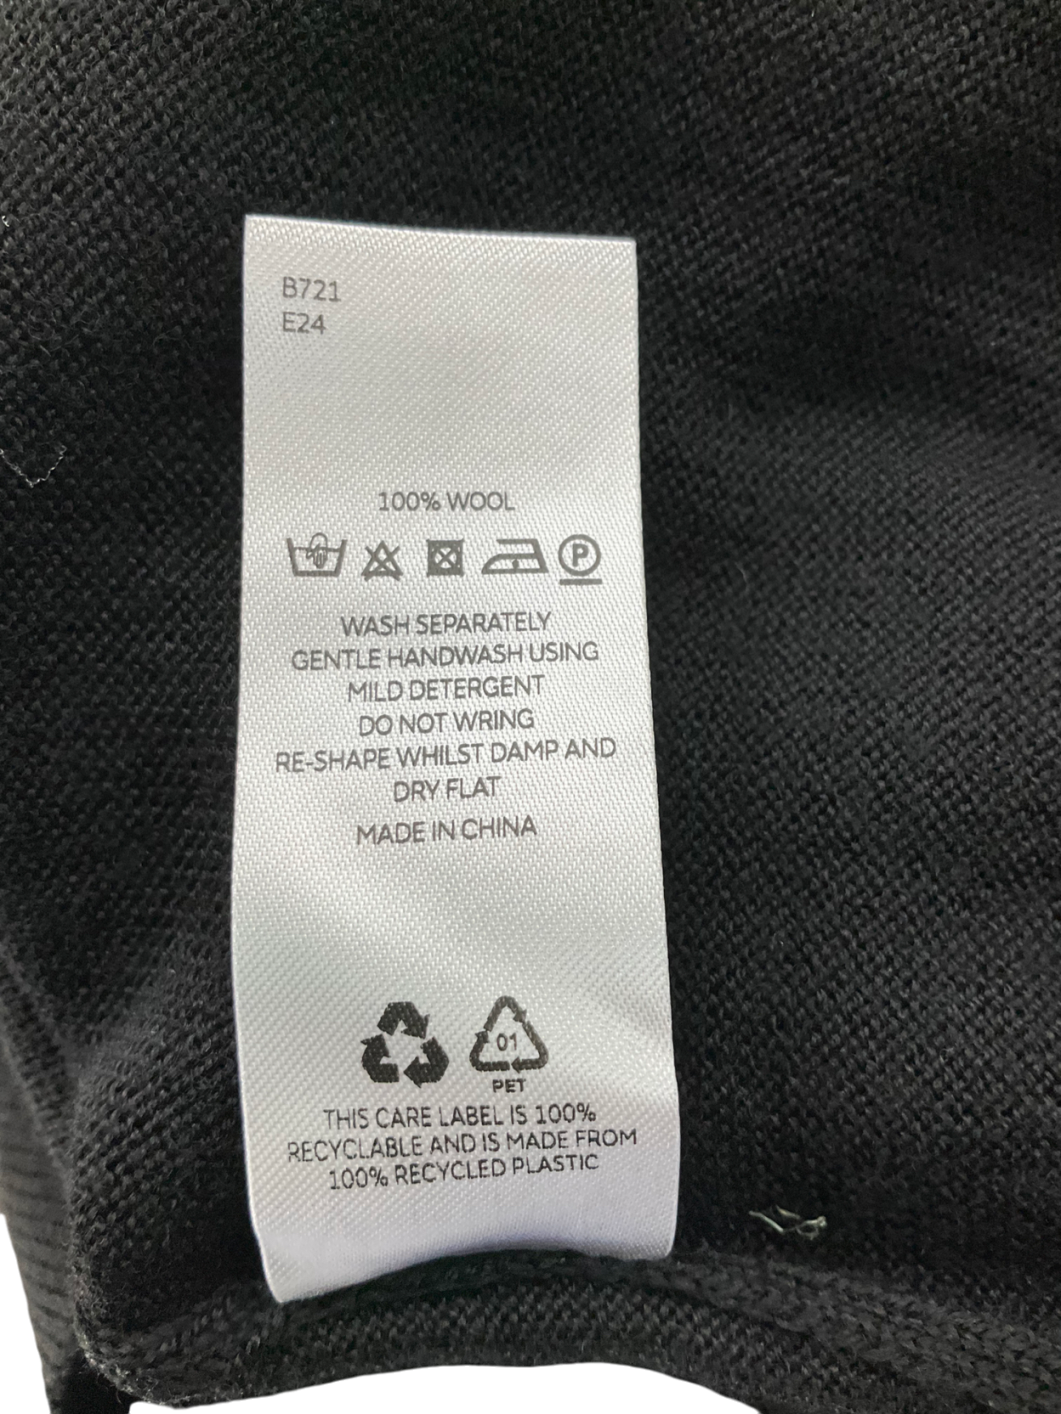 B721
E24
100% WOOL
P
WASH SEPARATELY
GENTLE HANDWASH USING
MILD DETERGENT
DO NOT WRING
RE-SHAPE WHILST DAMP AND
DRY FLAT
MADE IN CHINA
01
PET
THIS CARE LABEL IS 100%
RECYCLABLE AND IS MADE FROM
100% RECYCLED PLASTIC